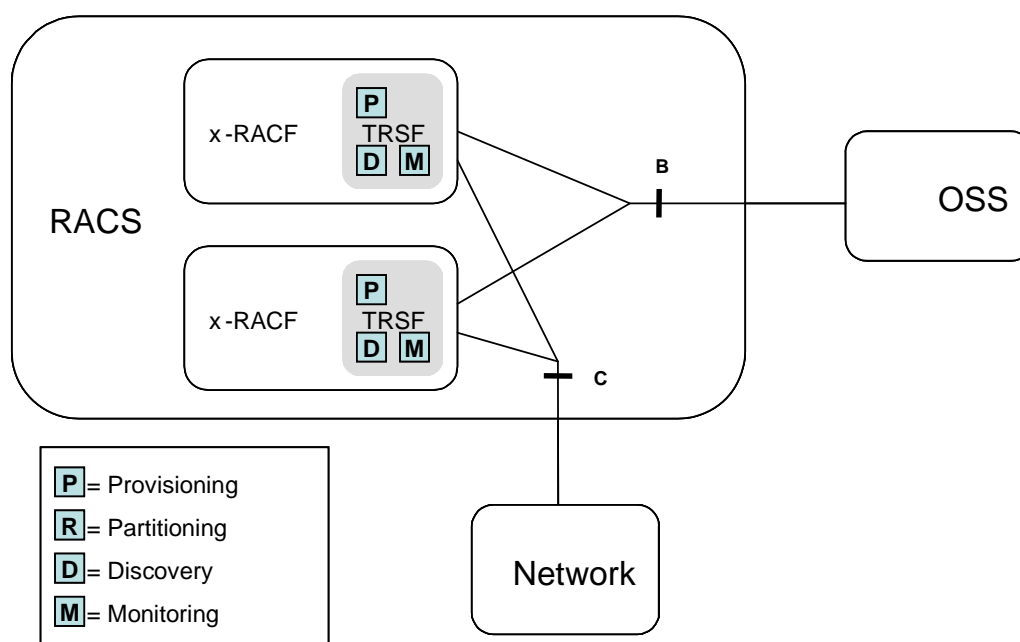 P
x-RACF
TRSF
D M
B
OSS
RACS
P
x-RACF
TRSF
D M
C
P = Provisioning
R = Partitioning
D = Discovery
M = Monitoring
Network